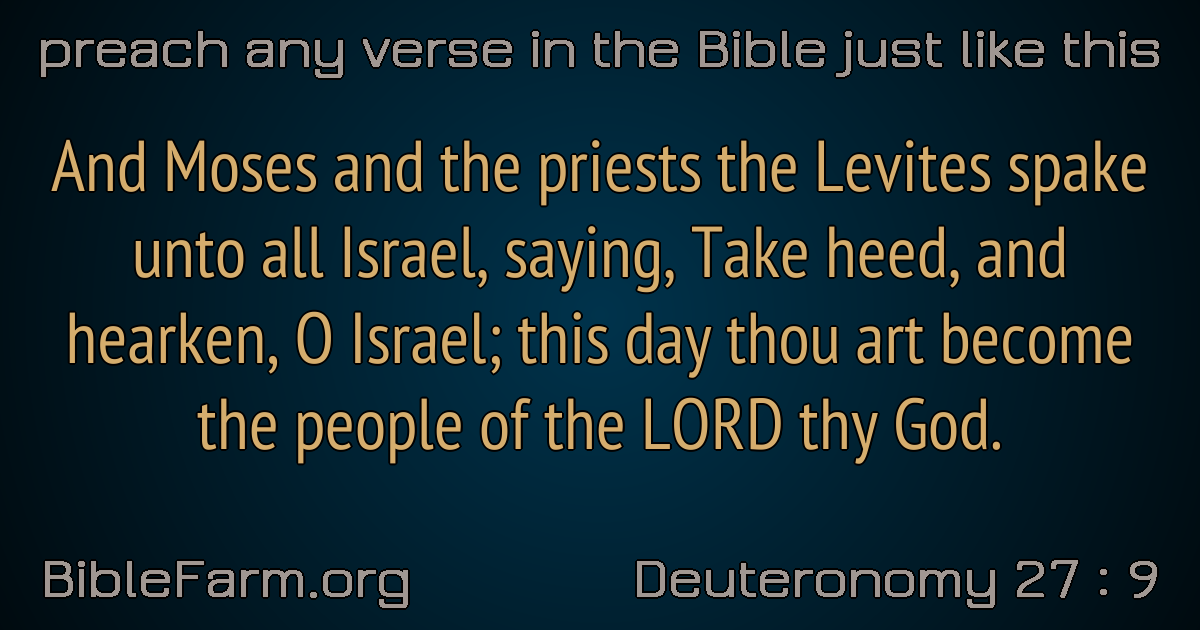 preach any verse in the Bible just like this
And Moses and the priests the Levites spake
unto all Israel, saying, Take heed, and
hearken, O Israel; this day thou art become
the people of the LORD thy God.
BibleFarm.org
Deuteronomy 27 : 9